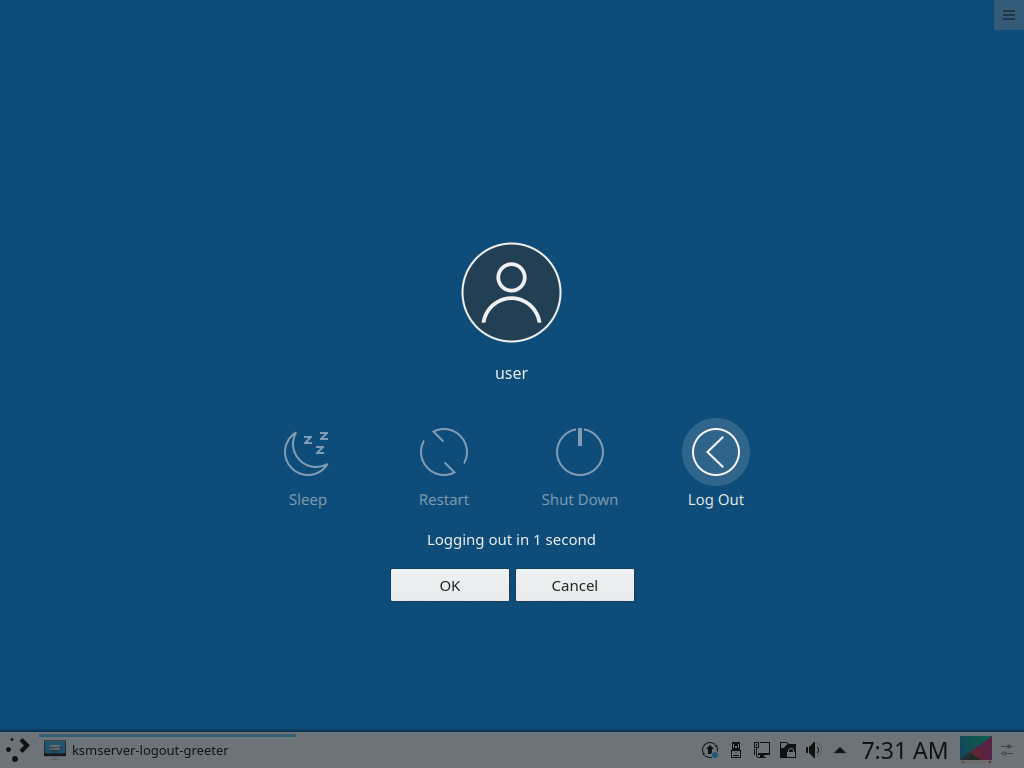 user
Sleep
Restart
Shut Down
Log Out
Logging out in 1 second
OK
Cancel
ksmserver-logout-greeter
7:31 AM